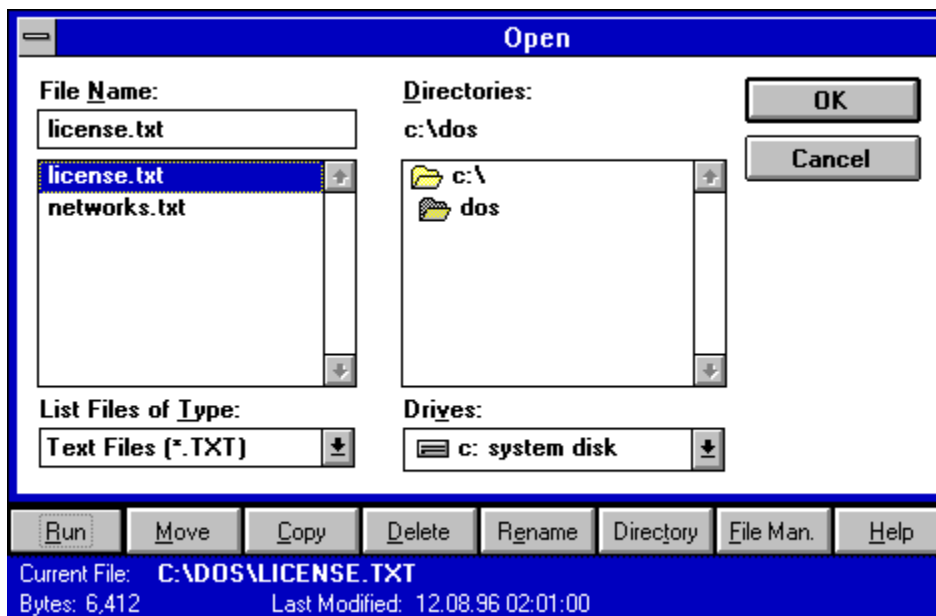 Open
File Name:
license.txt
license.txt
networks.txt
List Files of Type:
Text Files (*.TXT)
Directories:
c:\dos
c:\
dos
Drives:
c: system disk
OK
Cancel
Run Move Copy Delete Rename Directory File Man. Help
Current File: C:\DOS\LICENSE.TXT
Bytes: 6,412 Last Modified: 12.08.96 02:01:00